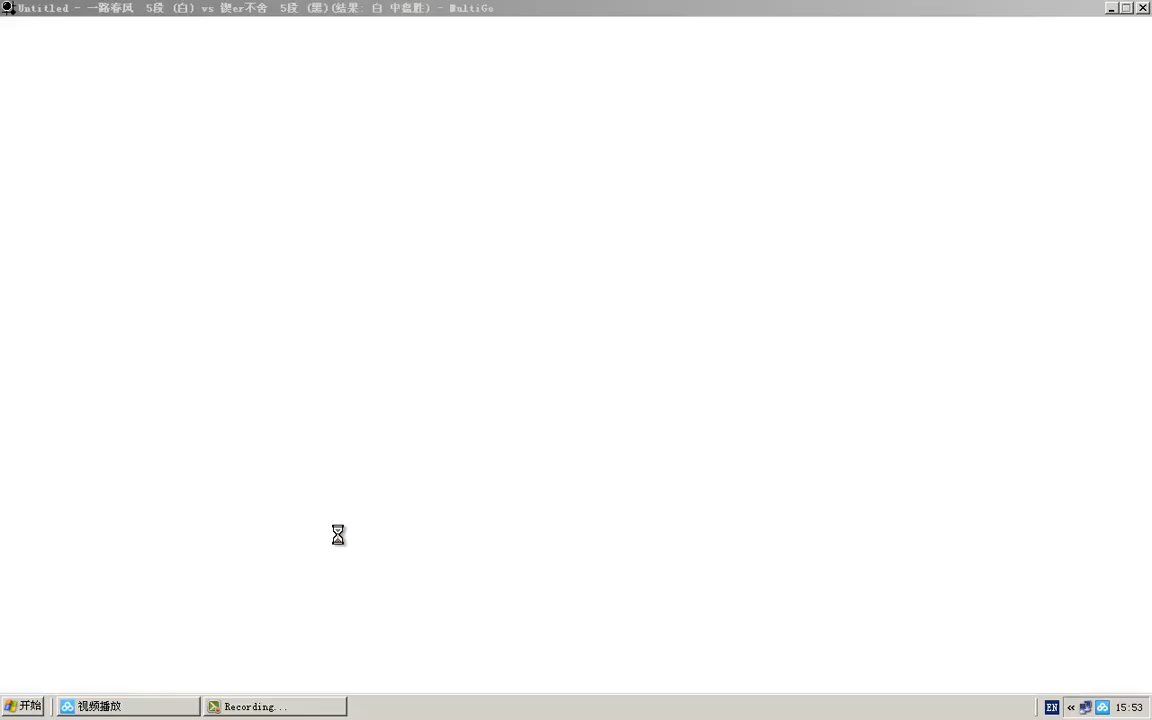 Untitled - 一路春风  5段 (白) vs 锲er不舍  5段 (黑)(结果: 白 中盘胜) - MultiGo
开始
视频播放
Recording...
EN
«
15:53